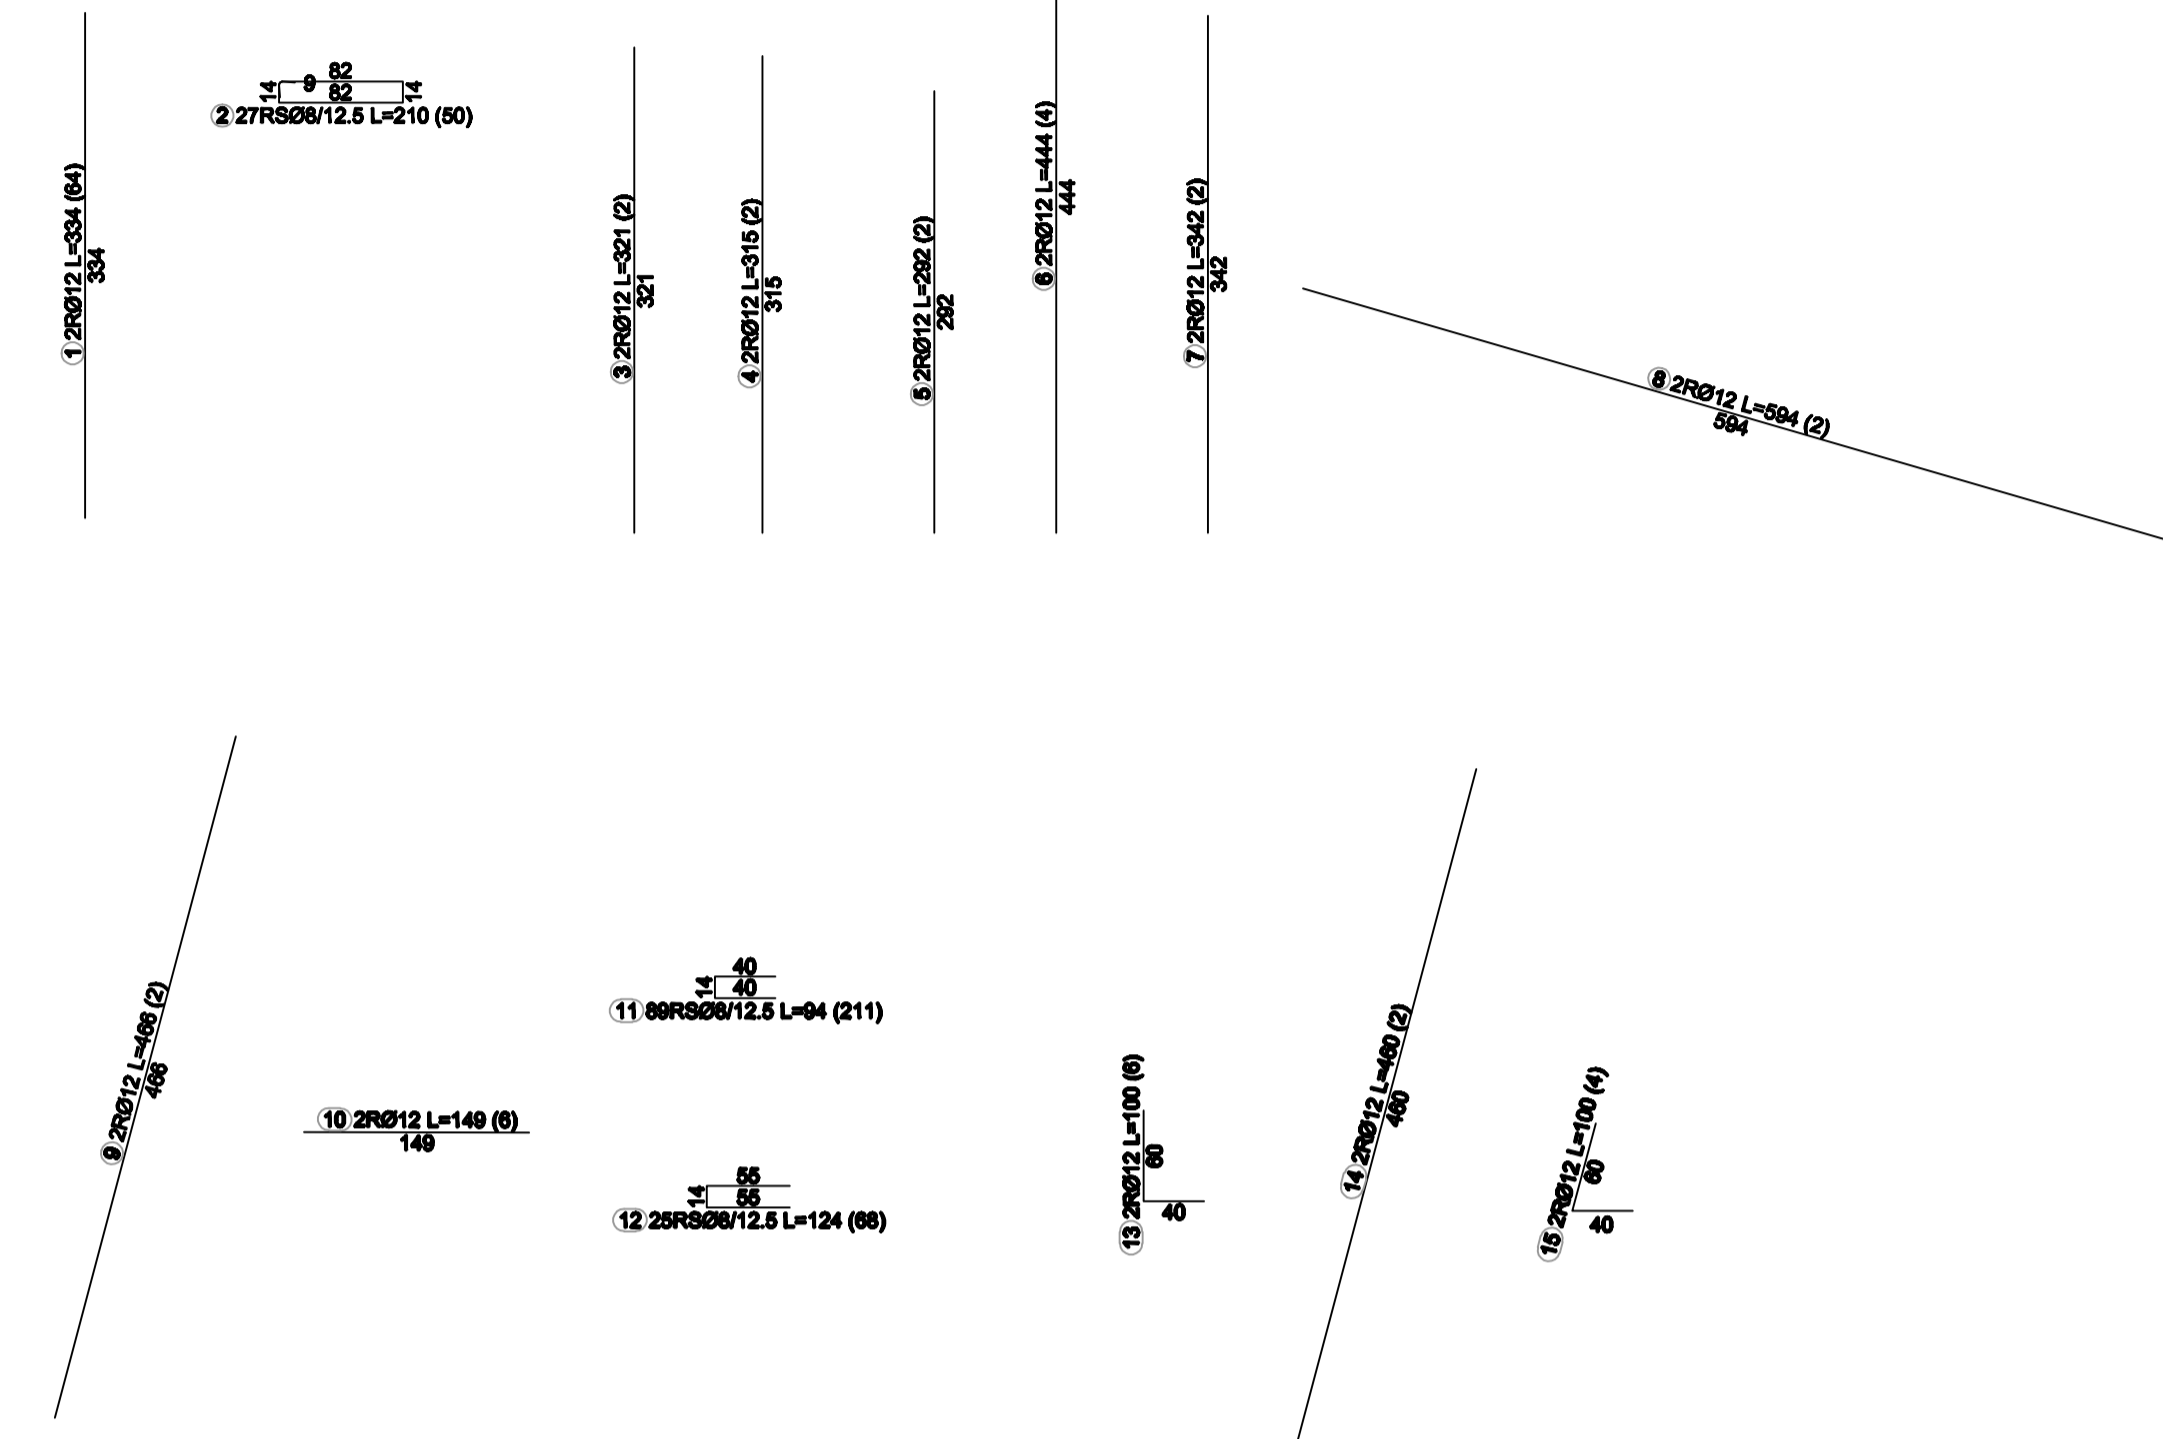 82
9
14
82
14
2 27RSØ8/12.5 L=210 (50)
1 2RØ12 L=334 (64)
334
3 2RØ12 L=321 (2)
321
4 2RØ12 L=315 (2)
315
5 2RØ12 L=292 (2)
292
6 2RØ12 L=444 (4)
444
7 2RØ12 L=342 (2)
342
8 2RØ12 L=594 (2)
594
9 2RØ12 L=466 (2)
466
10 2RØ12 L=149 (6)
149
40
14
40
11 89RSØ8/12.5 L=94 (211)
55
14
55
12 25RSØ8/12.5 L=124 (68)
13 2RØ12 L=100 (6)
60
40
14 2RØ12 L=460 (2)
460
15 2RØ12 L=100 (4)
60
40